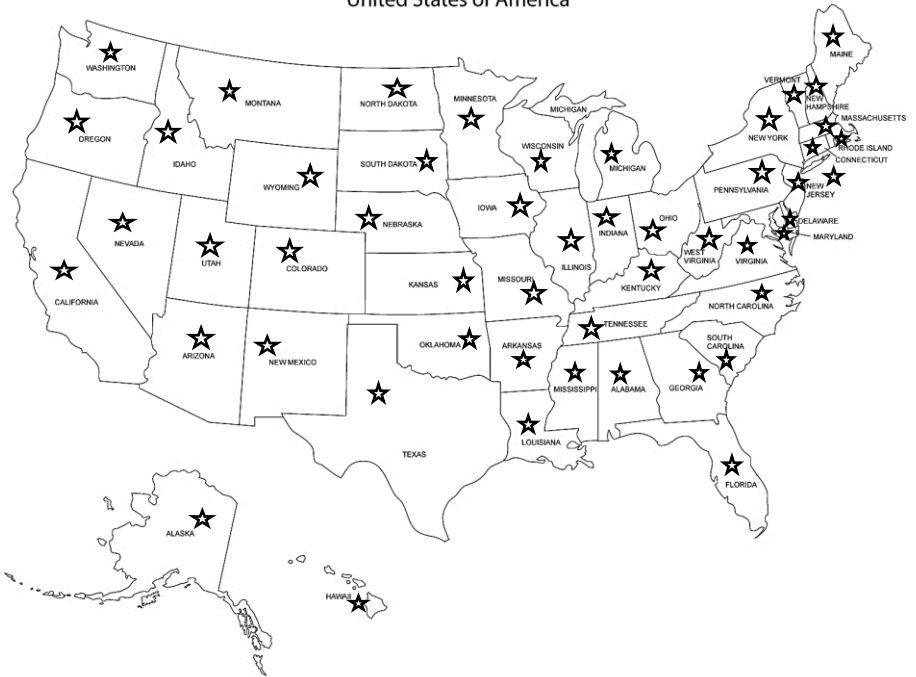 United States of America
MAINE
WASHINGTON
VERMONT
MONTANA
NORTH DAKOTA
MINNESOTA
MICHIGAN
NEW
HAMPSHIRE
MASSACHUSETTS
OREGON
NEW YORK
IDAHO
SOUTH DAKOTA
WISCONSIN
MICHIGAN
RHODE ISLAND
CONNECTICUT
WYOMING
PENNSYLVANIA
NEW
JERSEY
IOWA
NEBRASKA
INDIANA
OHIO
DELAWARE
MARYLAND
NEVADA
UTAH
COLORADO
ILLINOIS
WEST
VIRGINIA
VIRGINIA
CALIFORNIA
KANSAS
MISSOURI
KENTUCKY
NORTH CAROLINA
TENNESSEE
ARIZONA
NEW MEXICO
OKLAHOMA
ARKANSAS
SOUTH
CAROLINA
MISSISSIPPI
ALABAMA
GEORGIA
TEXAS
LOUISIANA
FLORIDA
ALASKA
HAWAII